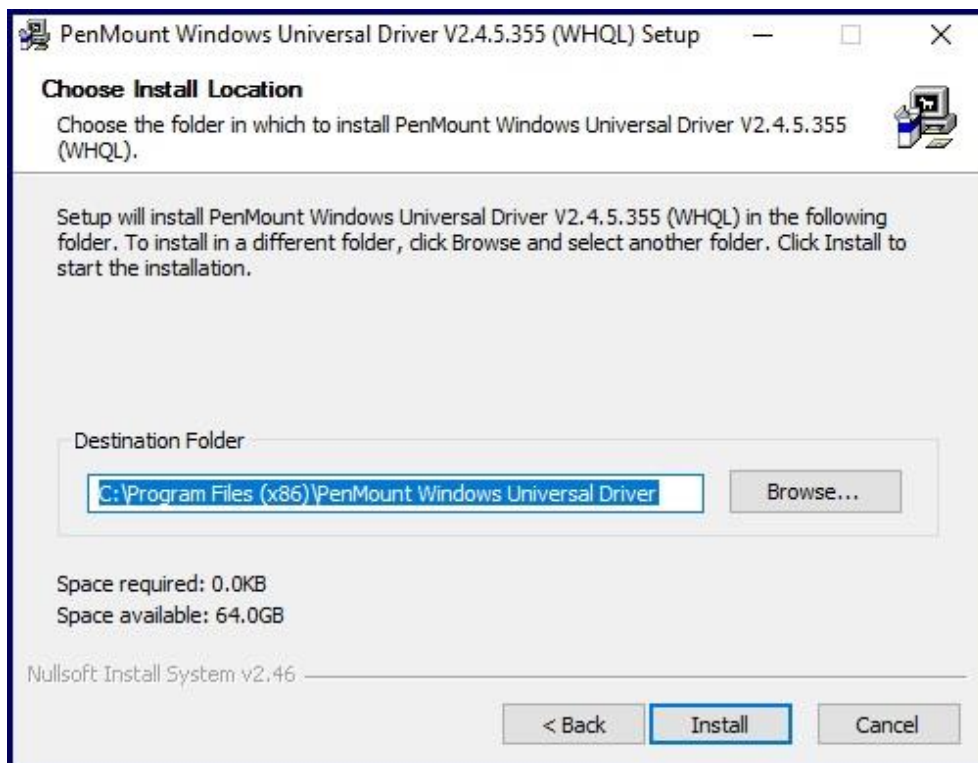 PenMount Windows Universal Driver V2.4.5.355 (WHQL) Setup
Choose Install Location
Choose the folder in which to install PenMount Windows Universal Driver V2.4.5.355
(WHQL).
Setup will install PenMount Windows Universal Driver V2.4.5.355 (WHQL) in the following
folder. To install in a different folder, click Browse and select another folder. Click Install to
start the installation.
Destination Folder
C:\Program Files (x86)\PenMount Windows Universal Driver
Browse...
Space required: 0.0KB
Space available: 64.0GB
Nullsoft Install System v2.46
< Back
Install
Cancel